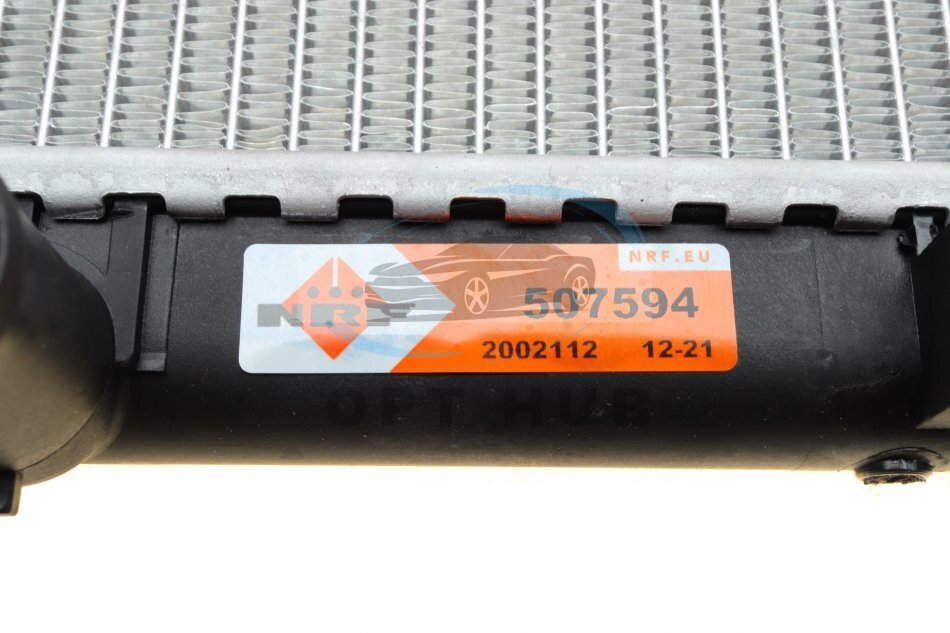 NRF.EU
NRF
507594
2002112 12-21
OPT HUB